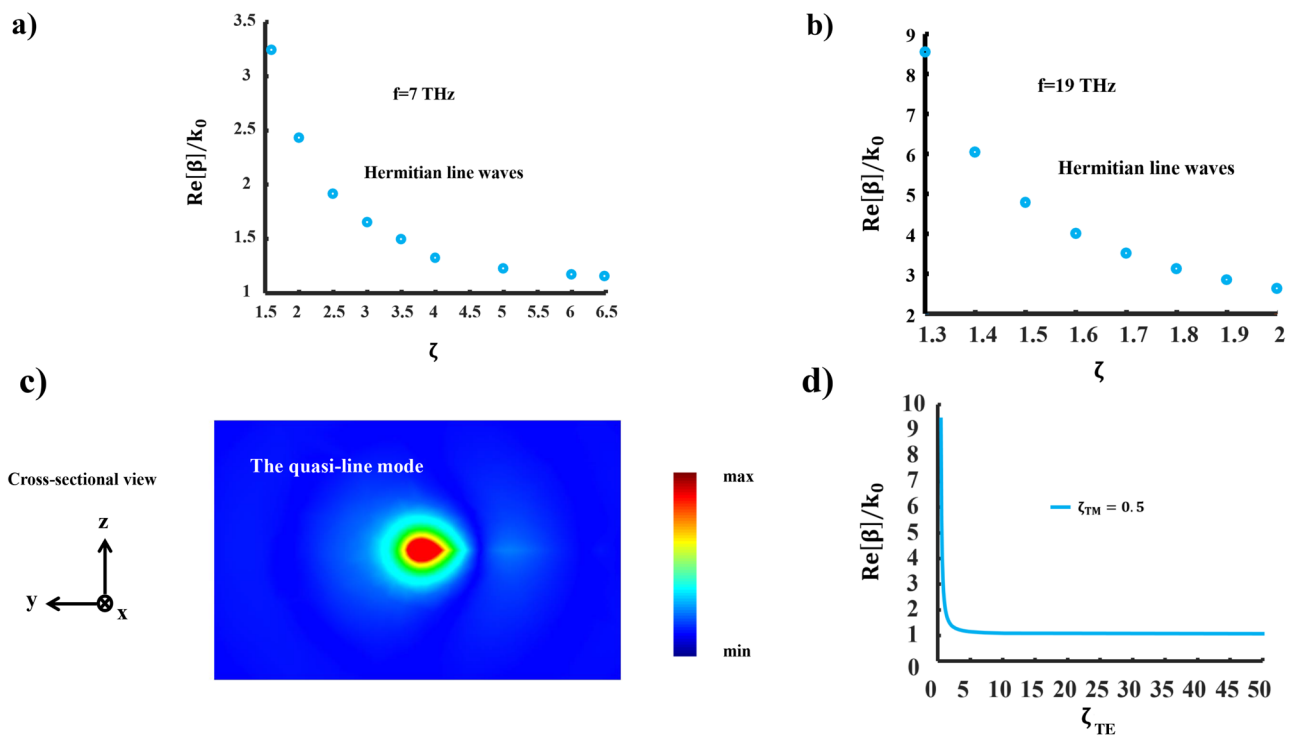 a)
3.5
3
2.5
2
1.5
1
Re[β]/k₀
f=7 THz
Hermitian line waves
1.5 2 2.5 3 3.5 4 4.5 5 5.5 6 6.5
ζ
b)
9
8
7
6
5
4
3
2
Re[β]/k₀
f=19 THz
Hermitian line waves
1.3 1.4 1.5 1.6 1.7 1.8 1.9 2
ζ
c)
Cross-sectional view
z
y
x
The quasi-line mode
max
min
d)
10
9
8
7
6
5
4
3
2
1
0
Re[β]/k₀
ζTM = 0.5
0 5 10 15 20 25 30 35 40 45 50
ζTE